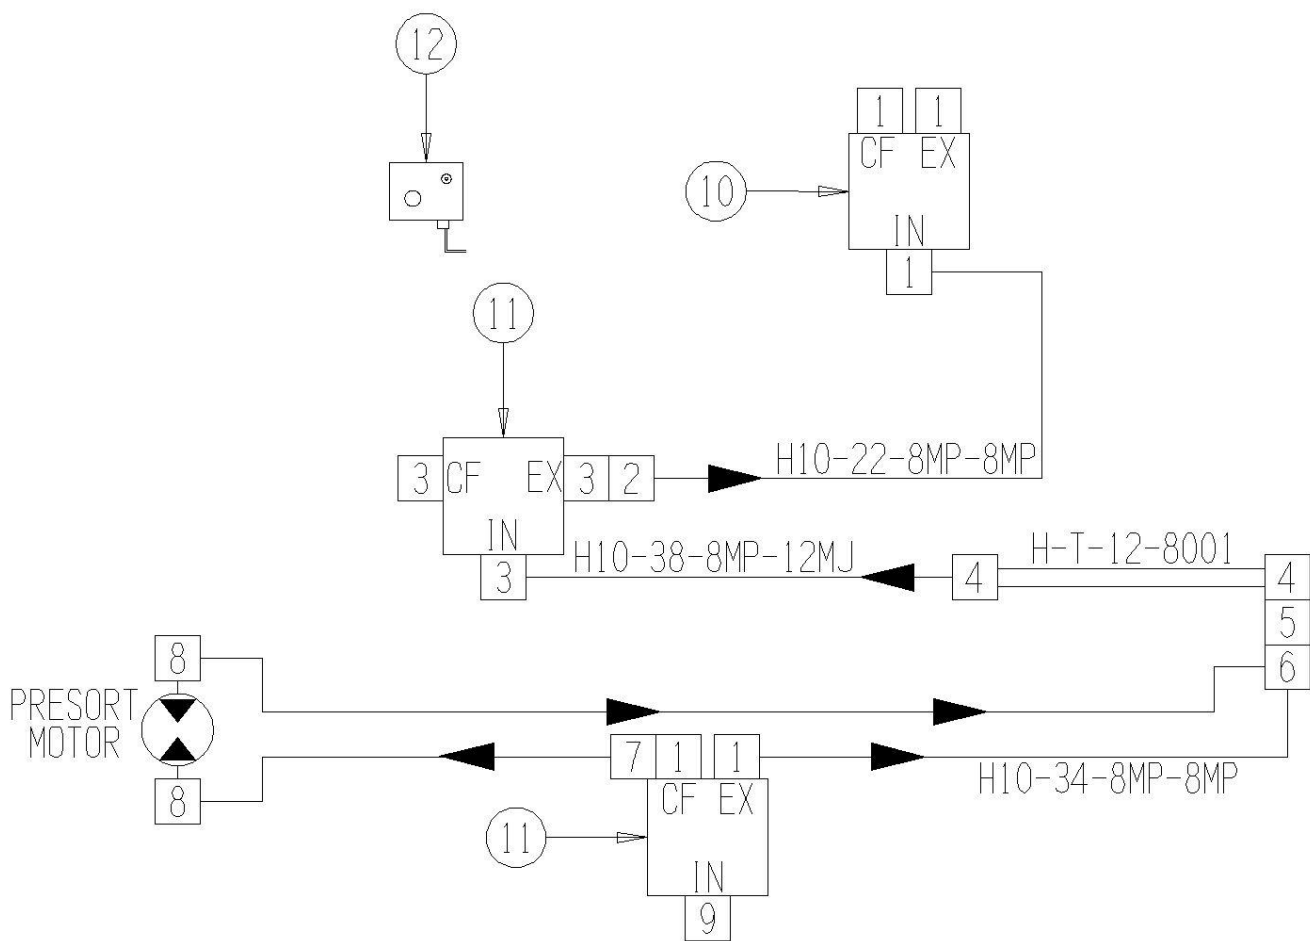 12
1 1
CF EX
10
IN
1
11
H10-22-8MP-8MP
3 CF EX 3 2
IN
H10-38-8MP-12MJ
H-T-12-8001
3
4
4
5
8
6
PRESORT
MOTOR
7 1 1
H10-34-8MP-8MP
8
CF EX
11
IN
9